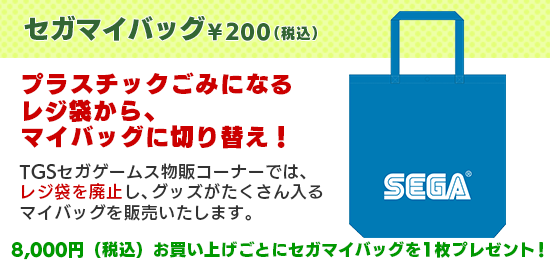 セガマイバッグ¥200(税込)
プラスチックごみになる
レジ袋から、
マイバッグに切り替え!
TGSセガゲームス物販コーナーでは、
レジ袋を廃止し、グッズがたくさん入る
マイバッグを販売いたします。
SEGA®
8,000円(税込)お買い上げごとにセガマイバッグを1枚プレゼント!